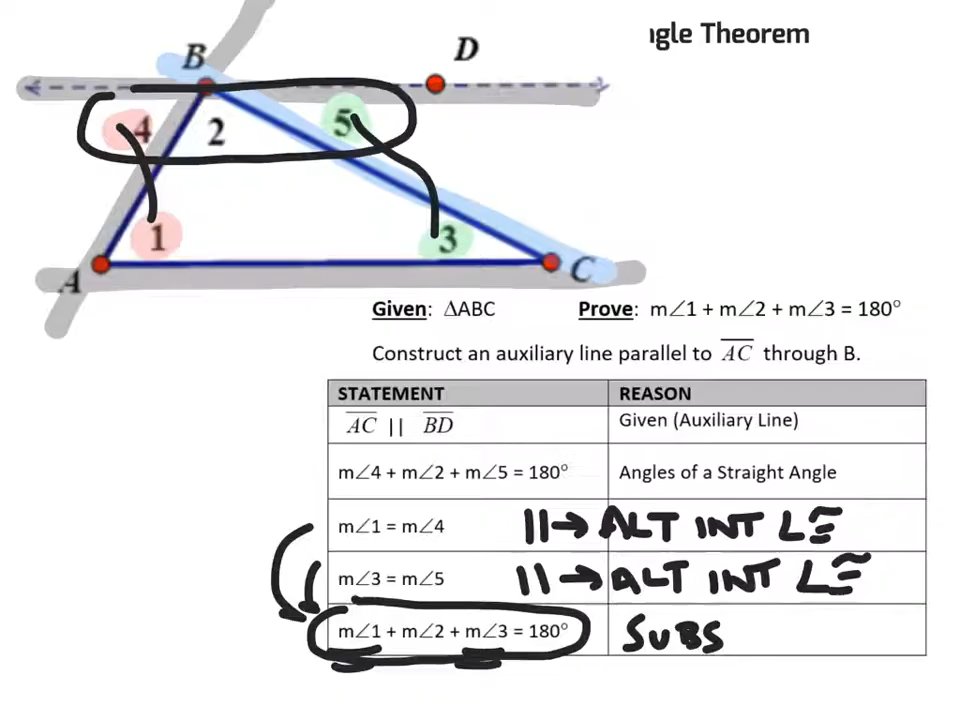 gle Theorem
B
D
4 2 5
1 3
A C
Given: ΔABC Prove: m∠1 + m∠2 + m∠3 = 180°
Construct an auxiliary line parallel to AC through B.
STATEMENT REASON
AC || BD Given (Auxiliary Line)
m∠4 + m∠2 + m∠5 = 180° Angles of a Straight Angle
m∠1 = m∠4 ||→ ALT INT ∠ ≅
m∠3 = m∠5 ||→ ALT INT ∠ ≅
m∠1 + m∠2 + m∠3 = 180° SUBS